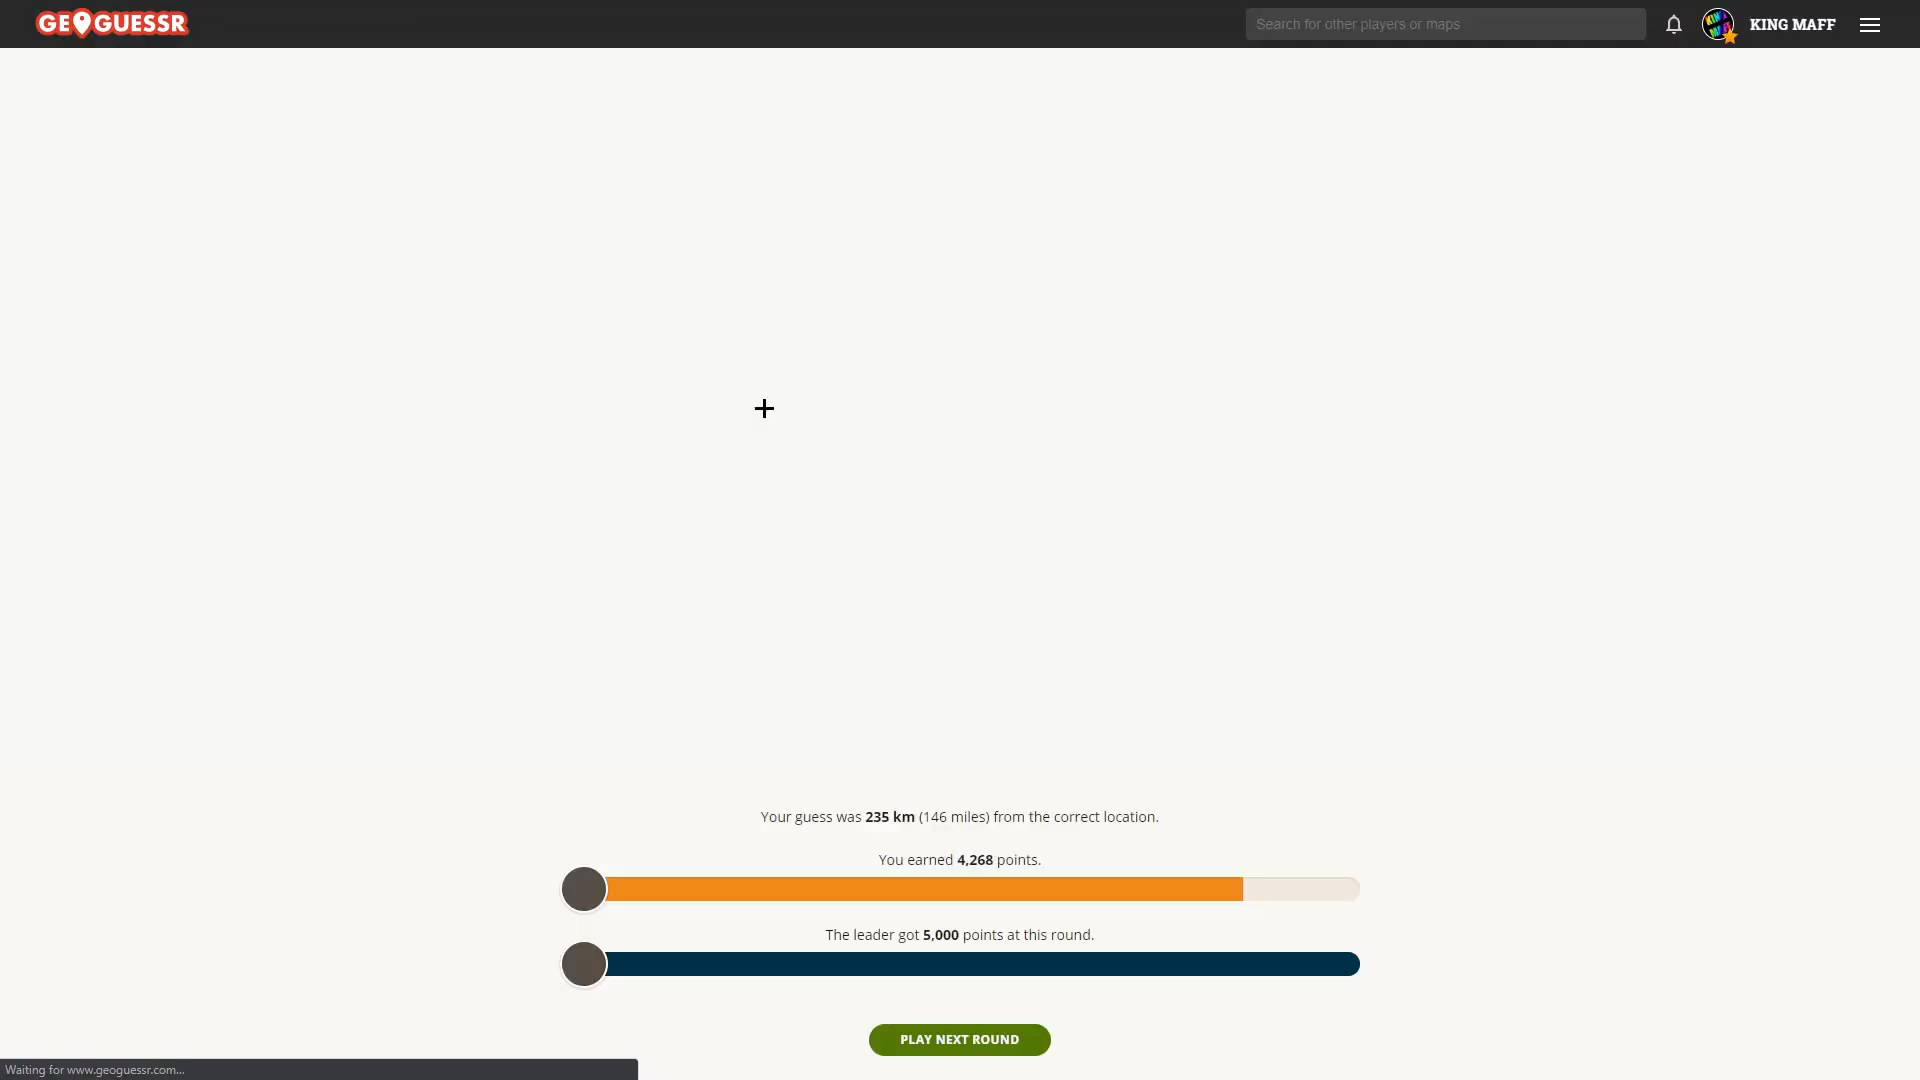 GEOGUESSR
Search for other players or maps
KING MAFF
Your guess was 235 km (146 miles) from the correct location.
You earned 4,268 points.
The leader got 5,000 points at this round.
PLAY NEXT ROUND
Waiting for www.geoguessr.com...